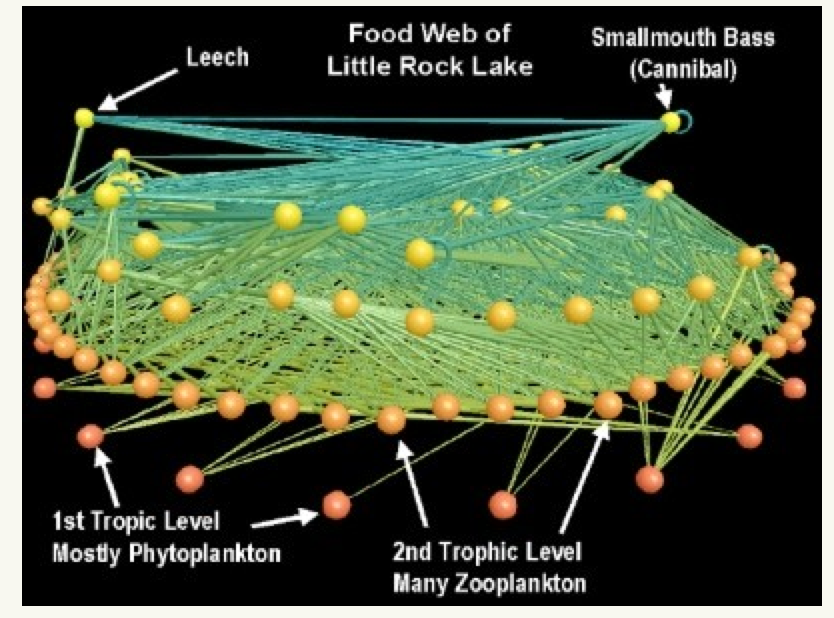 Food Web of
Little Rock Lake
Leech
Smallmouth Bass
(Cannibal)
1st Tropic Level
Mostly Phytoplankton
2nd Trophic Level
Many Zooplankton